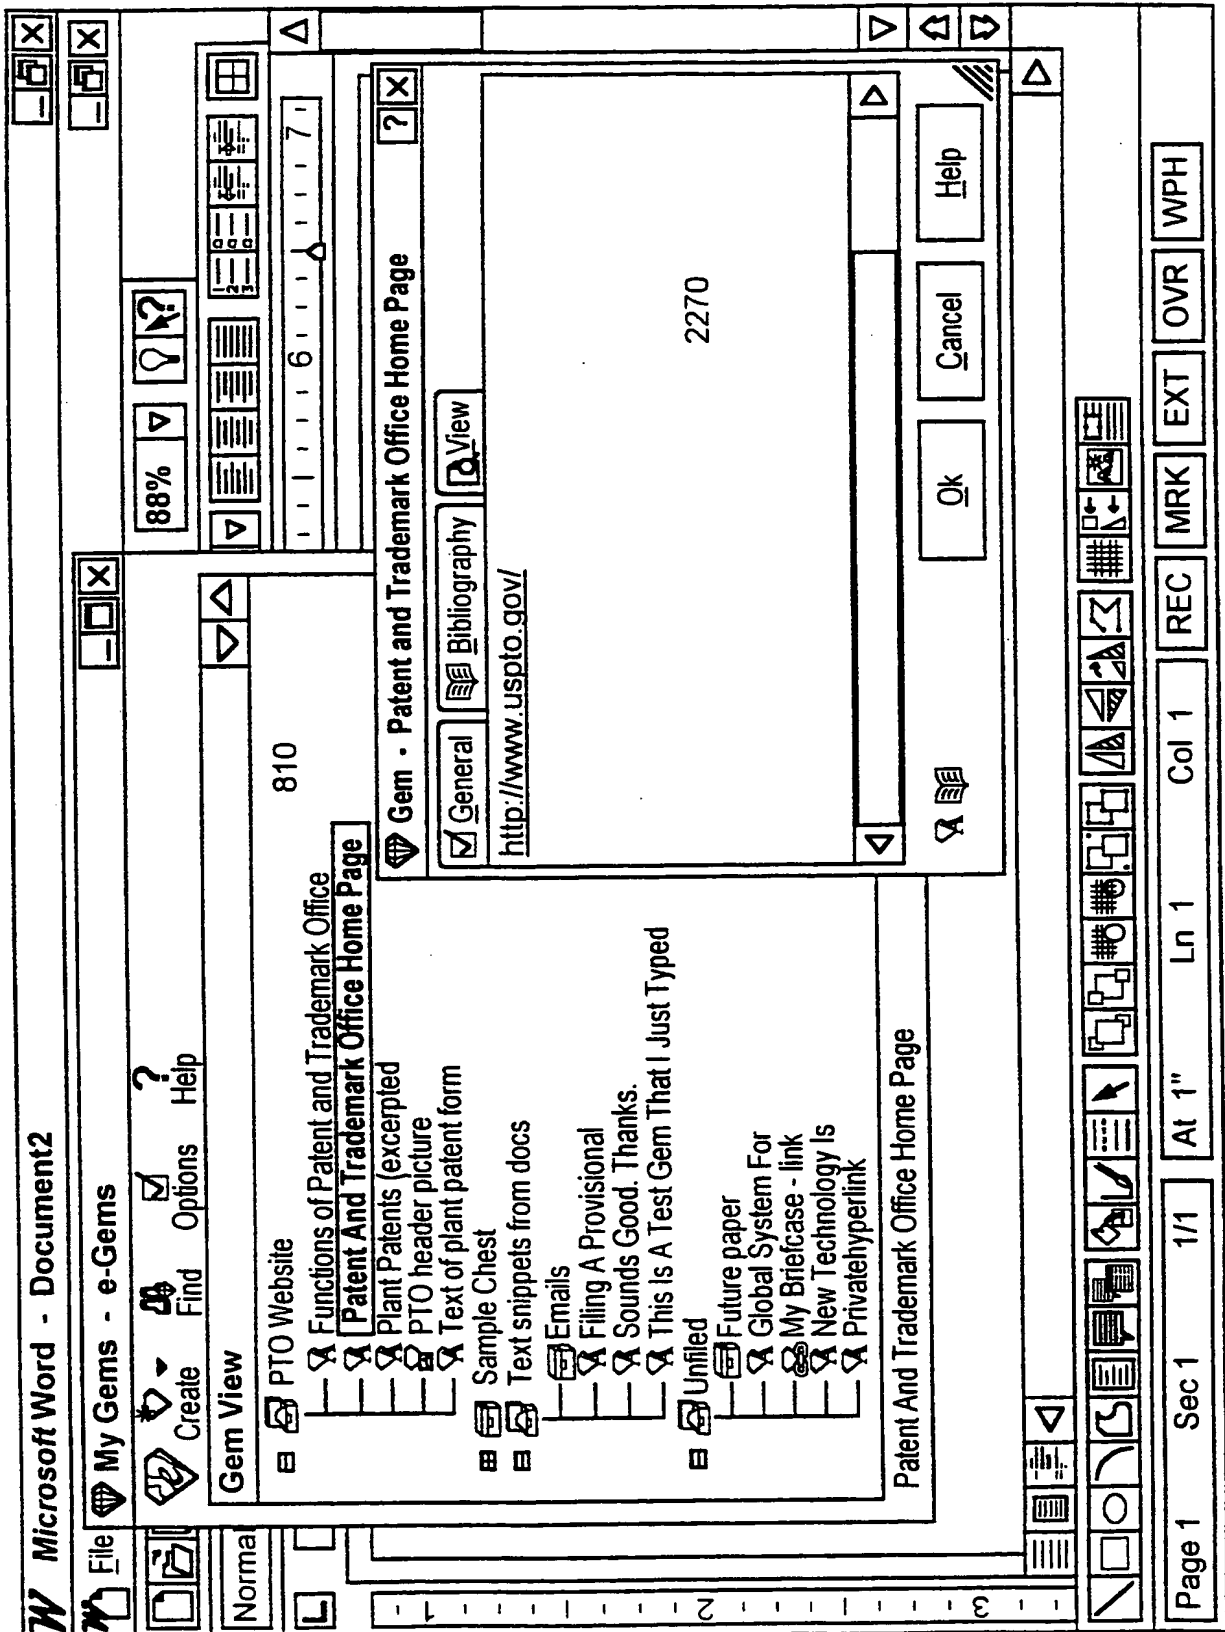 W Microsoft Word - Document2
File
My Gems - e-Gems
Create
Find
Options
Help
88%
Normal
Gem View
6
7
PTO Website
810
Functions of Patent and Trademark Office
Patent And Trademark Office Home Page
Plant Patents (excerpted
PTO header picture
Text of plant patent form
Sample Chest
Text snippets from docs
Emails
Filing A Provisional
Sounds Good. Thanks.
This Is A Test Gem That I Just Typed
Unfiled
Future paper
Global System For
My Briefcase - link
New Technology Is
Privatehyperlink
Patent And Trademark Office Home Page
Gem - Patent and Trademark Office Home Page
General
Bibliography
View
http://www.uspto.gov/
2270
Ok
Cancel
Help
1
2
3
Page 1 Sec 1 1/1 At 1" Ln 1 Col 1 REC MRK EXT OVR WPH